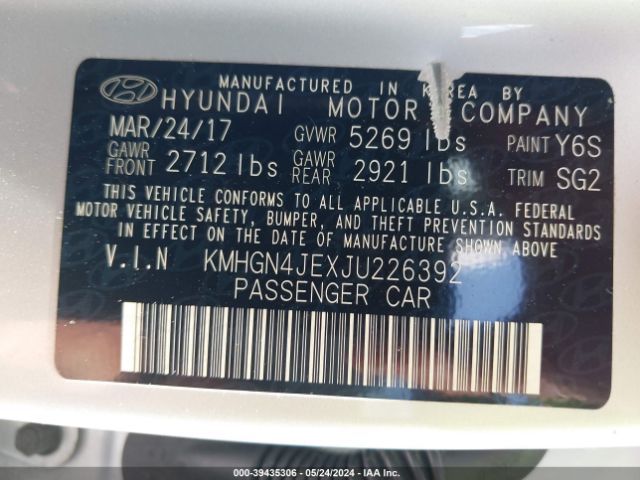 MANUFACTURED IN KOREA BY
HYUNDAI MOTOR COMPANY
MAR/24/17 GVWR 5269 lbs PAINT Y6S
GAWR FRONT 2712 lbs GAWR REAR 2921 lbs TRIM SG2
THIS VEHICLE CONFORMS TO ALL APPLICABLE U.S.A. FEDERAL
MOTOR VEHICLE SAFETY, BUMPER, AND THEFT PREVENTION STANDARDS
IN EFFECT ON THE DATE OF MANUFACTURE SHOWN ABOVE
V.I.N KMHGN4JEXJU226392
PASSENGER CAR
000-39435306 - 05/24/2024 - IAA Inc.